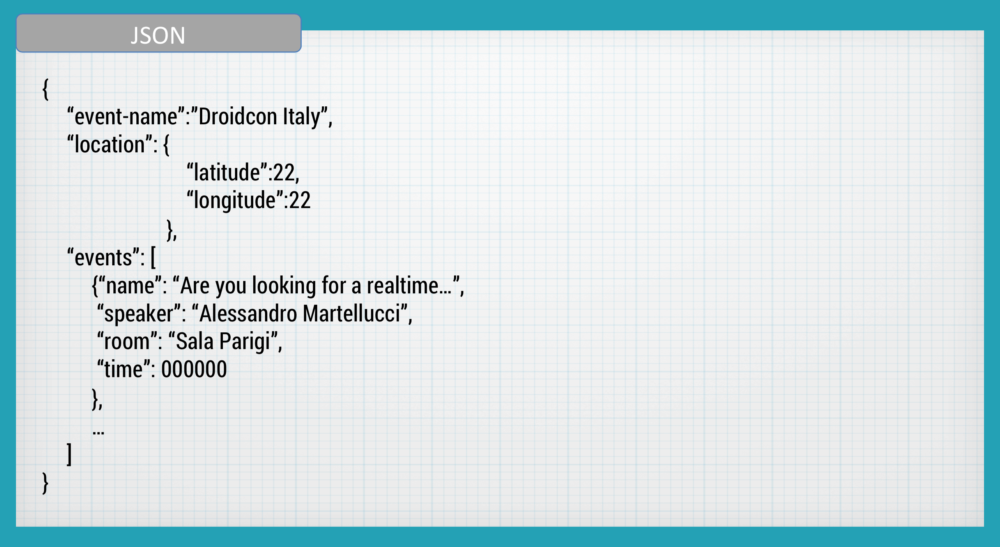 JSON
{
“event-name”:”Droidcon Italy”,
“location”: {
“latitude”:22,
“longitude”:22
},
“events”: [
{“name”: “Are you looking for a realtime…”,
“speaker”: “Alessandro Martellucci”,
“room”: “Sala Parigi”,
“time”: 000000
},
…
]
}